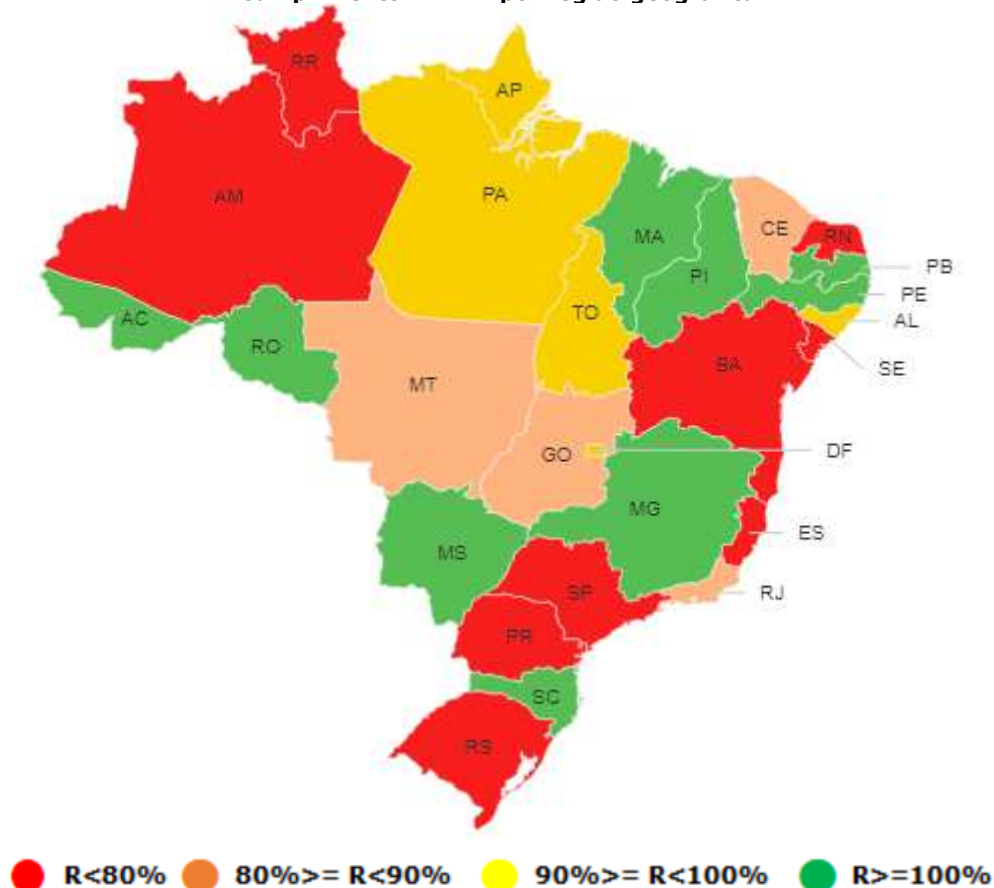 RR
AP
AM
PA
MA
CE
RN
PI
PB
PE
AL
SE
AC
RO
TO
MT
BA
GO
DF
MG
ES
MS
RJ
SP
PR
SC
RS
R<80% 80%>= R<90% 90%>= R<100% R>=100%